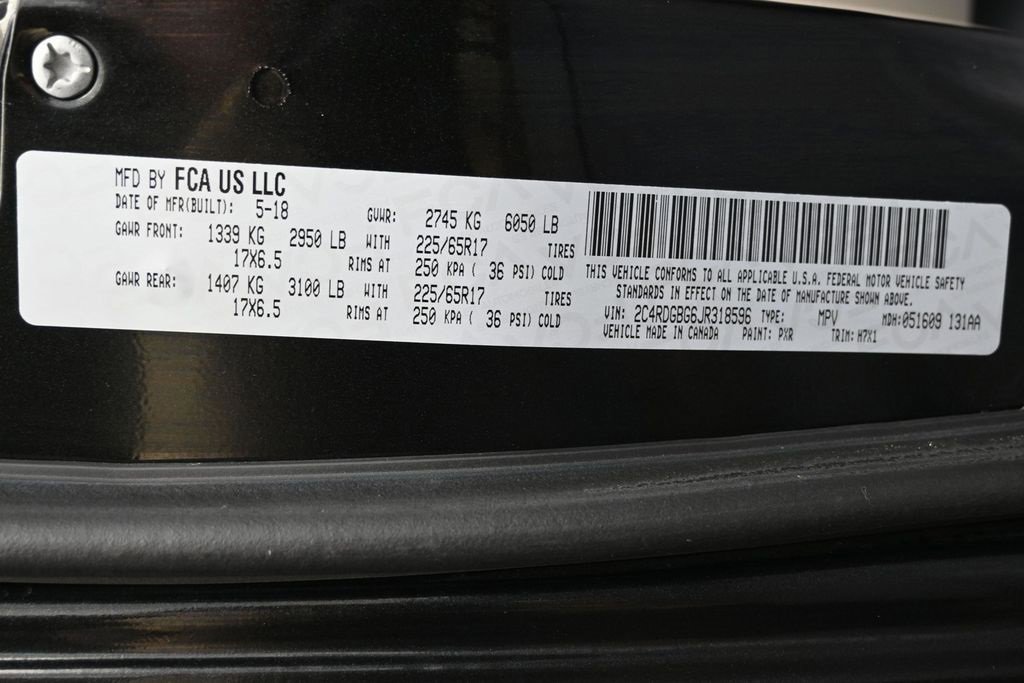 MFD BY FCA US LLC
DATE OF MFR(BUILT): 5-18 GVWR: 2745 KG 6050 LB
GAWR FRONT: 1339 KG 2950 LB WITH 225/65R17 TIRES
17X6.5 RIMS AT 250 KPA ( 36 PSI) COLD
GAWR REAR: 1407 KG 3100 LB WITH 225/65R17 TIRES
17X6.5 RIMS AT 250 KPA ( 36 PSI) COLD
THIS VEHICLE CONFORMS TO ALL APPLICABLE U.S.A. FEDERAL MOTOR VEHICLE SAFETY
STANDARDS IN EFFECT ON THE DATE OF MANUFACTURE SHOWN ABOVE.
VIN: 2C4RDGBG6JR318596 TYPE: MPV MDH:051609 131AA
VEHICLE MADE IN CANADA PAINT: PXR TRIM: H7X1